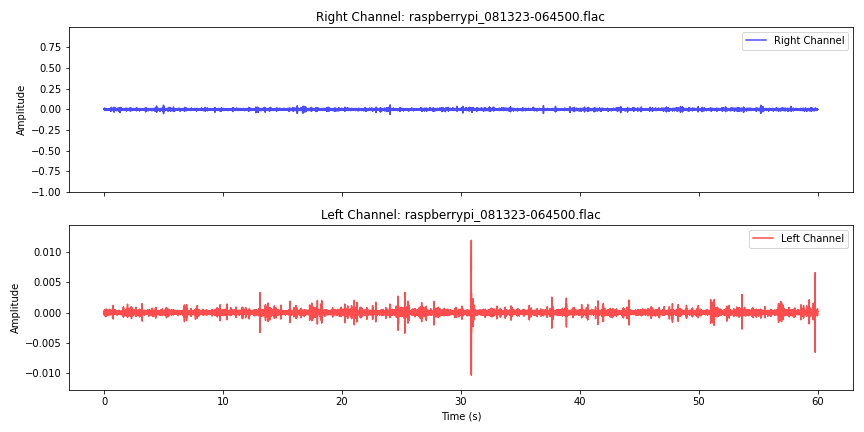 Right Channel: raspberrypi_081323-064500.flac
Right Channel
Amplitude
0.75
0.50
0.25
0.00
−0.25
−0.50
−0.75
−1.00
Left Channel: raspberrypi_081323-064500.flac
Left Channel
Amplitude
0.010
0.005
0.000
−0.005
−0.010
0 10 20 30 40 50 60
Time (s)